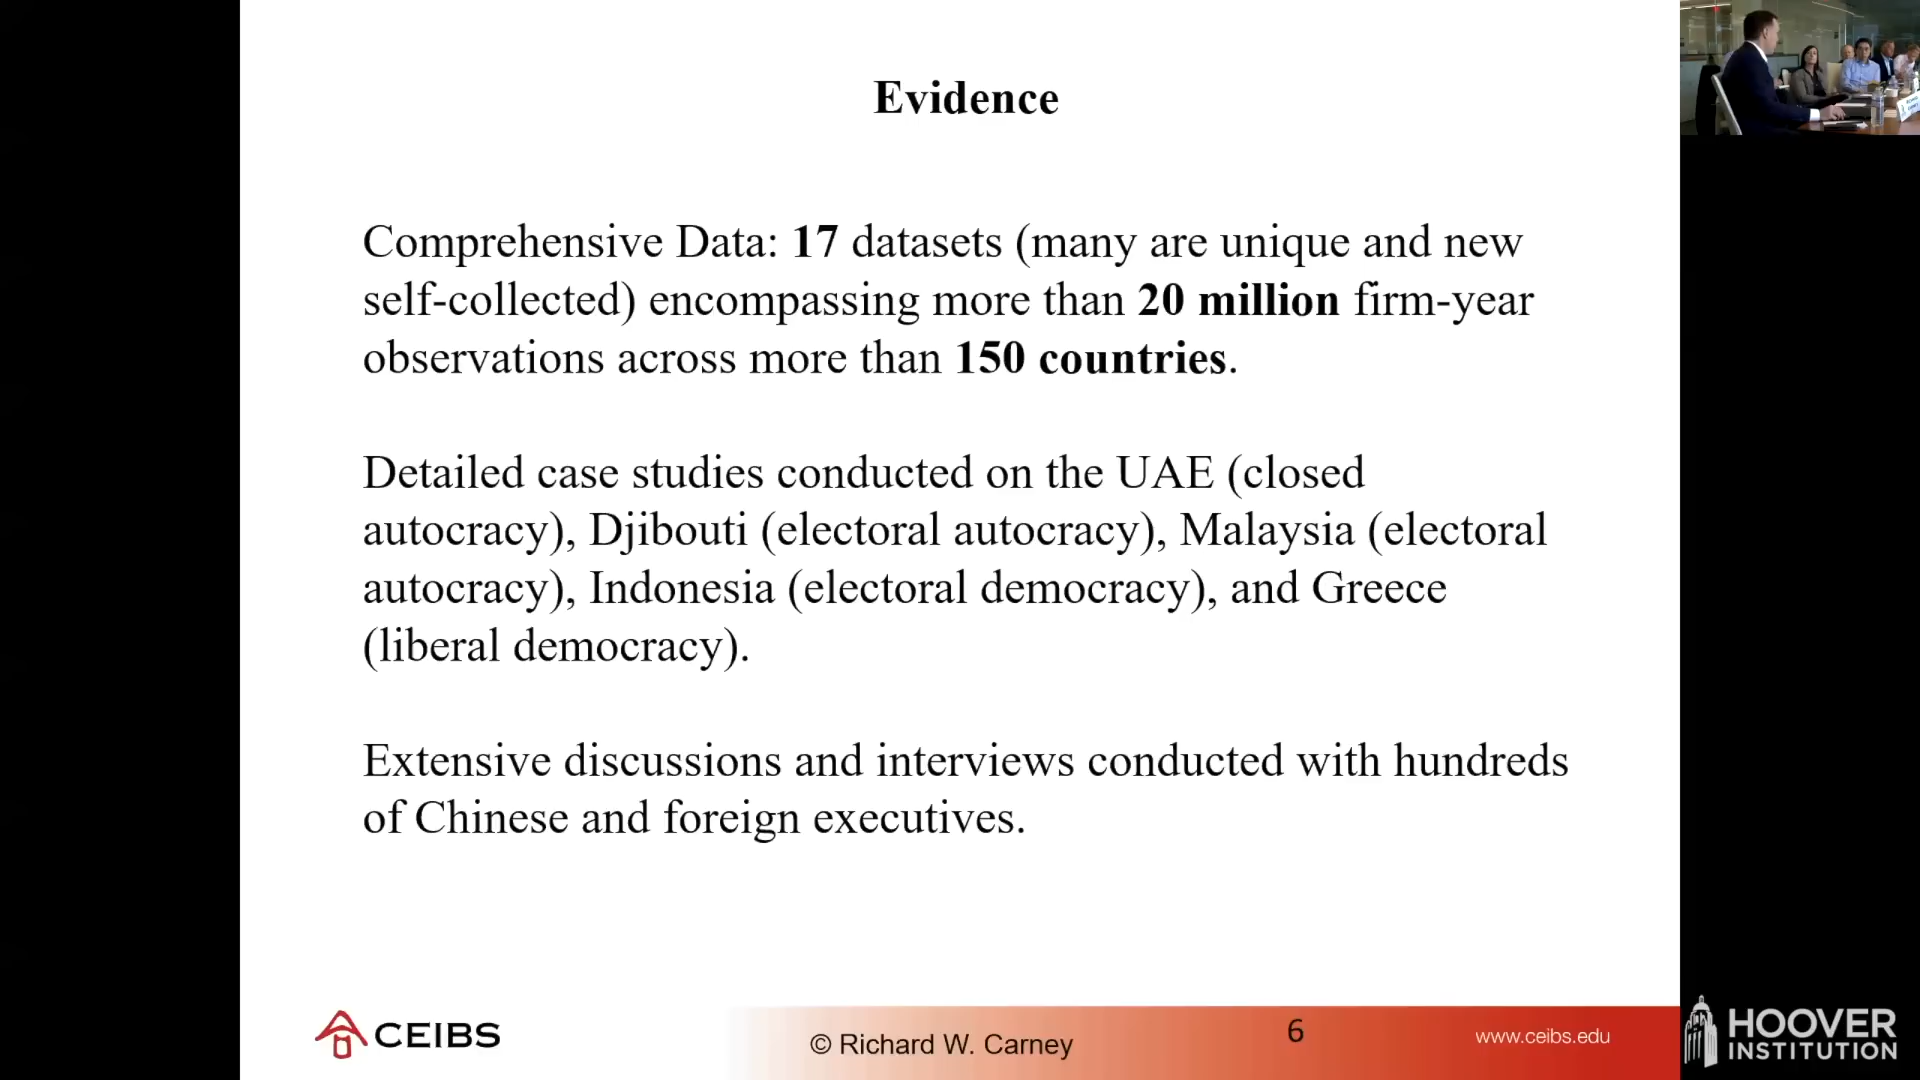 Evidence
Comprehensive Data: 17 datasets (many are unique and new
self-collected) encompassing more than 20 million firm-year
observations across more than 150 countries.
Detailed case studies conducted on the UAE (closed
autocracy), Djibouti (electoral autocracy), Malaysia (electoral
autocracy), Indonesia (electoral democracy), and Greece
(liberal democracy).
Extensive discussions and interviews conducted with hundreds
of Chinese and foreign executives.
CEIBS
© Richard W. Carney
6
www.ceibs.edu
HOOVER
INSTITUTION